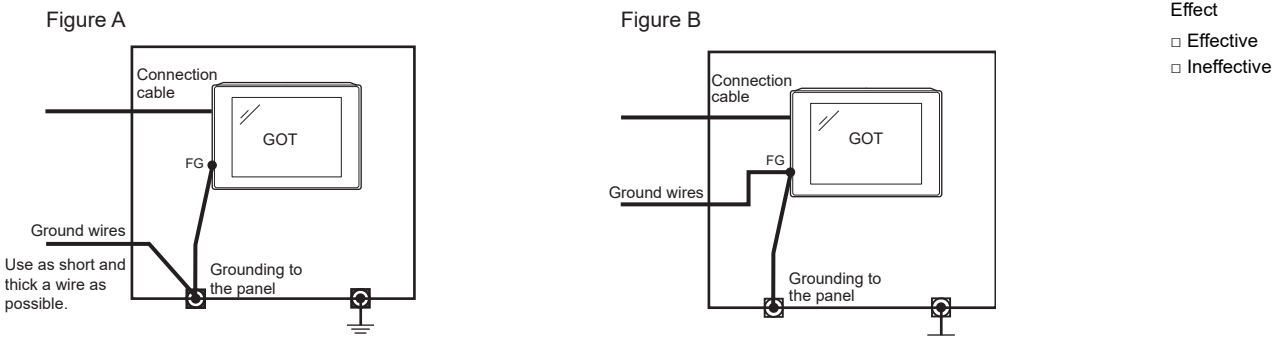 Figure A
Connection
cable
GOT
FG
Ground wires
Use as short and
thick a wire as
possible.
Grounding to
the panel
Figure B
Connection
cable
GOT
FG
Ground wires
Grounding to
the panel
Effect
□ Effective
□ Ineffective